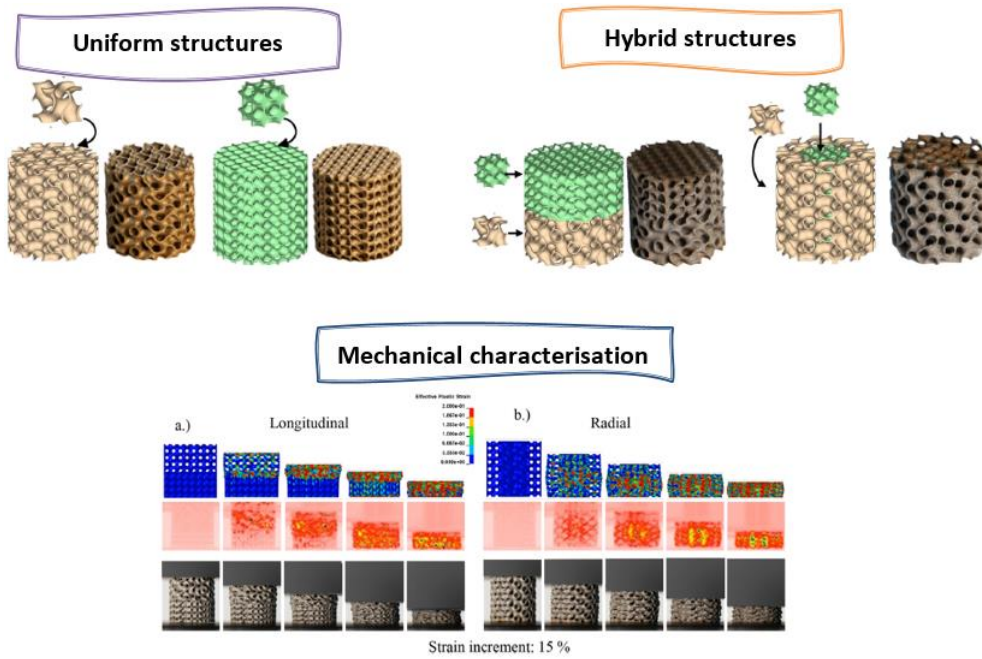 Uniform structures
Hybrid structures
Mechanical characterisation
Effective Plastic Strain
a.)
Longitudinal
b.)
Radial
Strain increment: 15 %